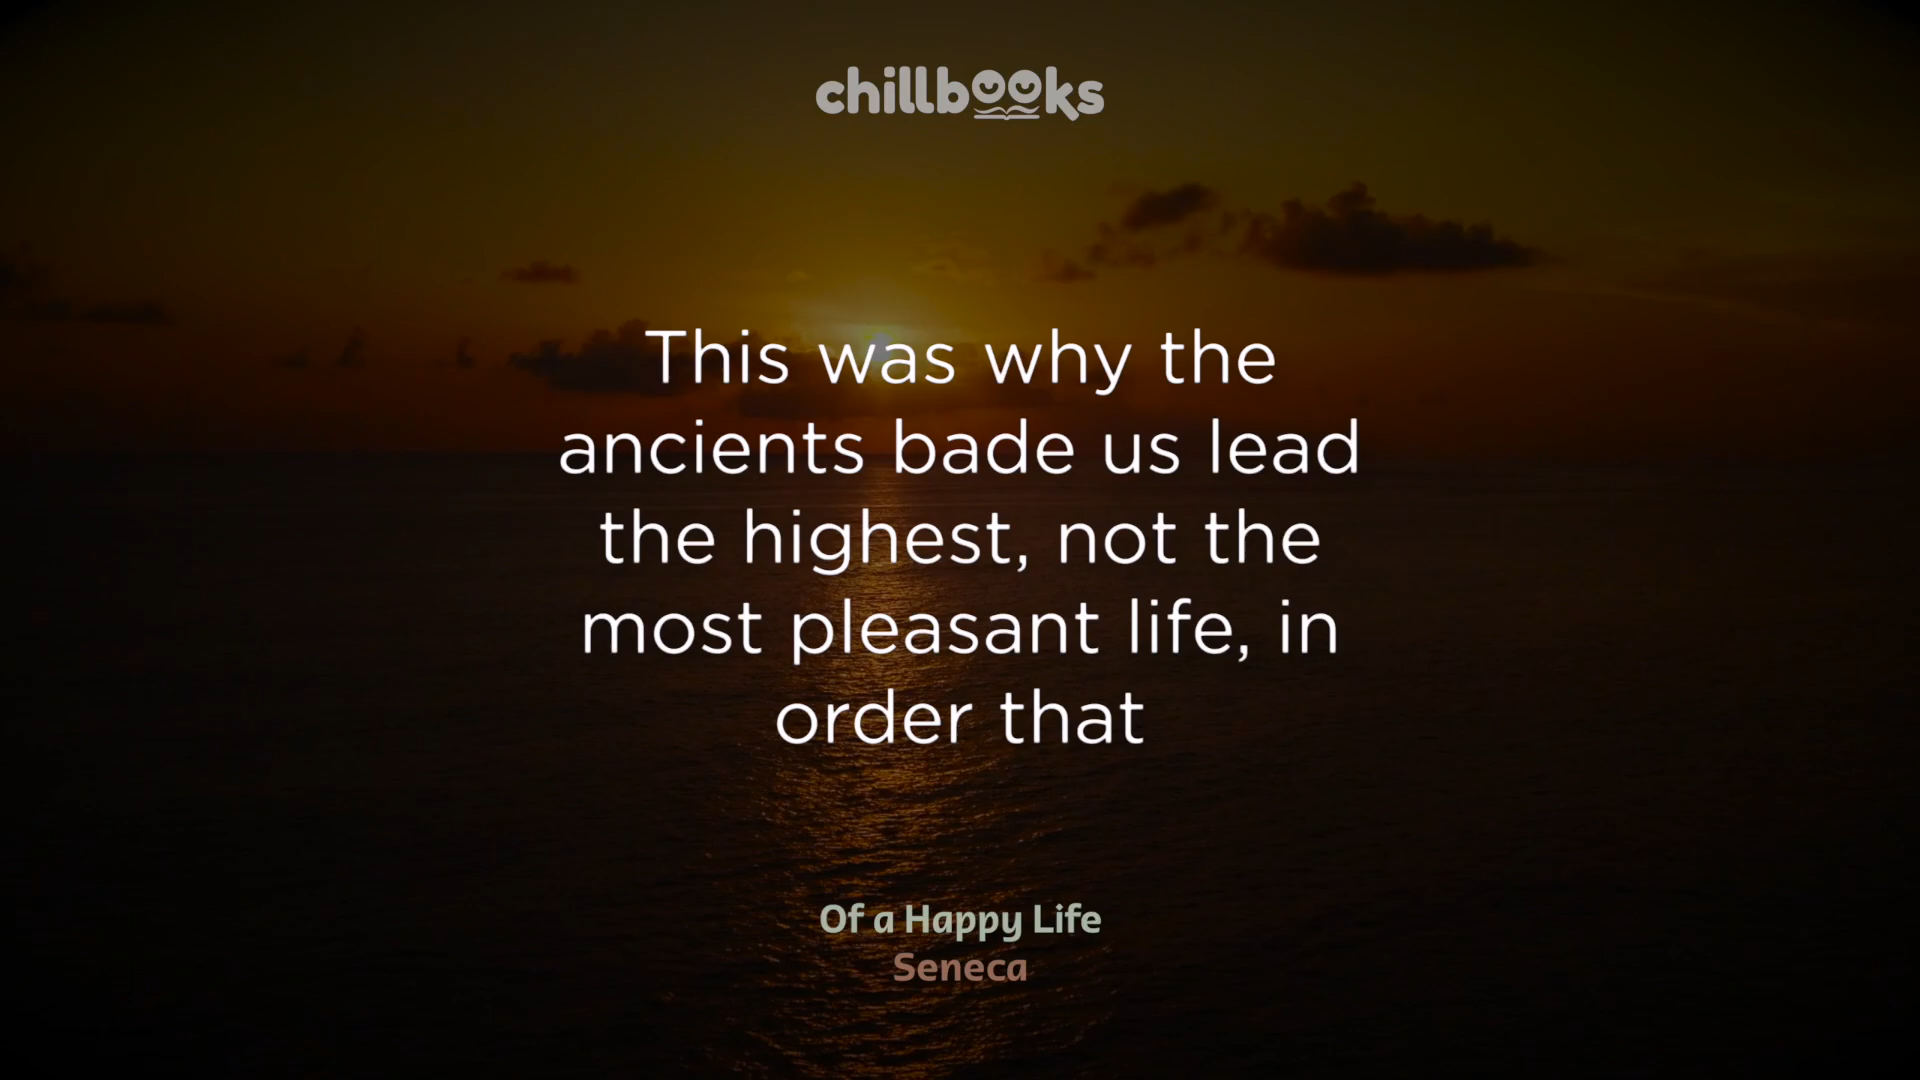 chillbooks
This was why the
ancients bade us lead
the highest, not the
most pleasant life, in
order that
Of a Happy Life
Seneca